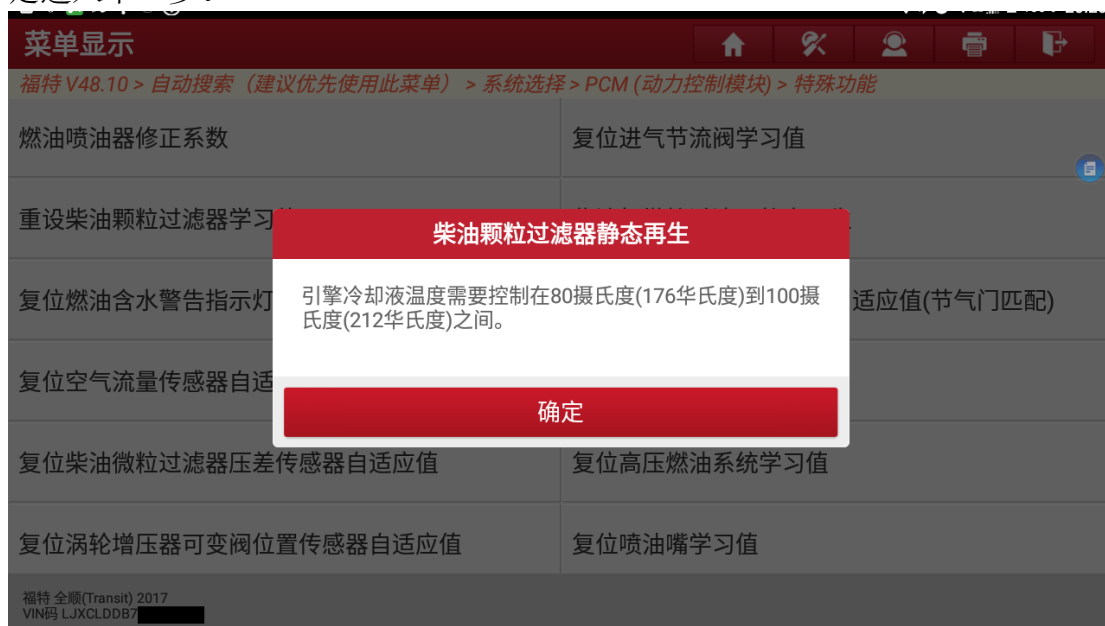 菜单显示
福特 V48.10 > 自动搜索（建议优先使用此菜单） > 系统选择 > PCM (动力控制模块) > 特殊功能
燃油喷油器修正系数
复位进气节流阀学习值
重设柴油颗粒过滤器学习
柴油颗粒过滤器静态再生
复位燃油含水警告指示灯
引擎冷却液温度需要控制在80摄氏度(176华氏度)到100摄
氏度(212华氏度)之间。
适应值(节气门匹配)
复位空气流量传感器自适
确定
复位柴油微粒过滤器压差传感器自适应值
复位高压燃油系统学习值
复位涡轮增压器可变阀位置传感器自适应值
复位喷油嘴学习值
福特 全顺(Transit) 2017
VIN码 LJXCLDDB7